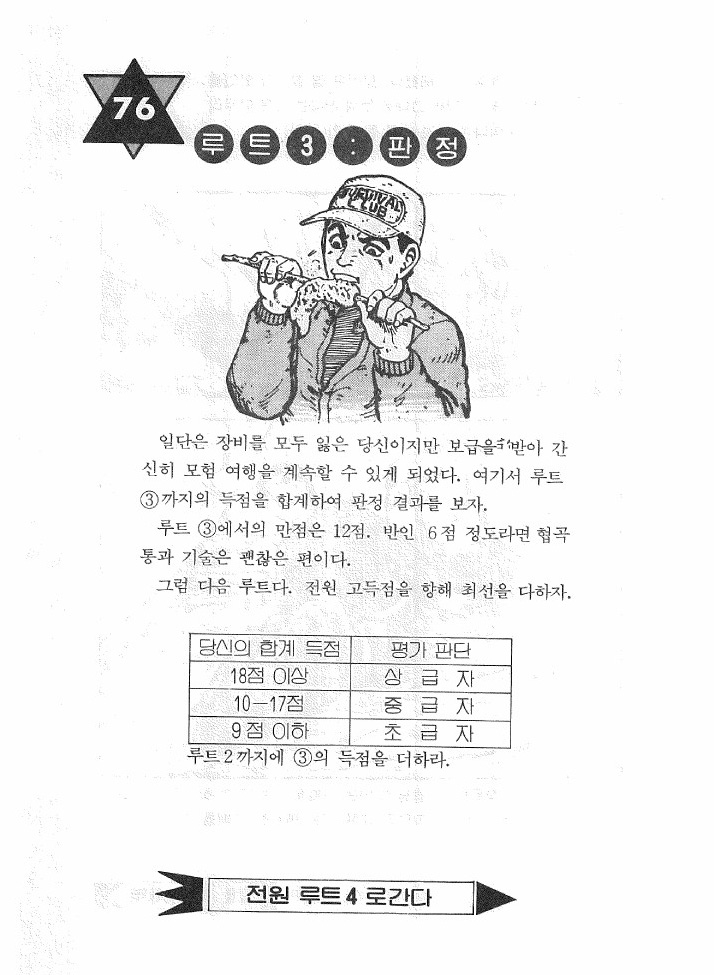 76
루트3:판정
SURVIVAL
CLUB
일단은 장비를 모두 잃은 당신이지만 보급을 받아 간
신히 모험 여행을 계속할 수 있게 되었다. 여기서 루트
③까지의 득점을 합계하여 판정 결과를 보자.
루트 ③에서의 만점은 12점. 반인 6점 정도라면 협곡
통과 기술은 괜찮은 편이다.
그럼 다음 루트다. 전원 고득점을 향해 최선을 다하자.
당신의 합계 득점 평가 판단
18점 이상 상 급 자
10—17점 중 급 자
9점 이하 초 급 자
루트2까지에 ③의 득점을 더하라.
전원 루트4 로간다